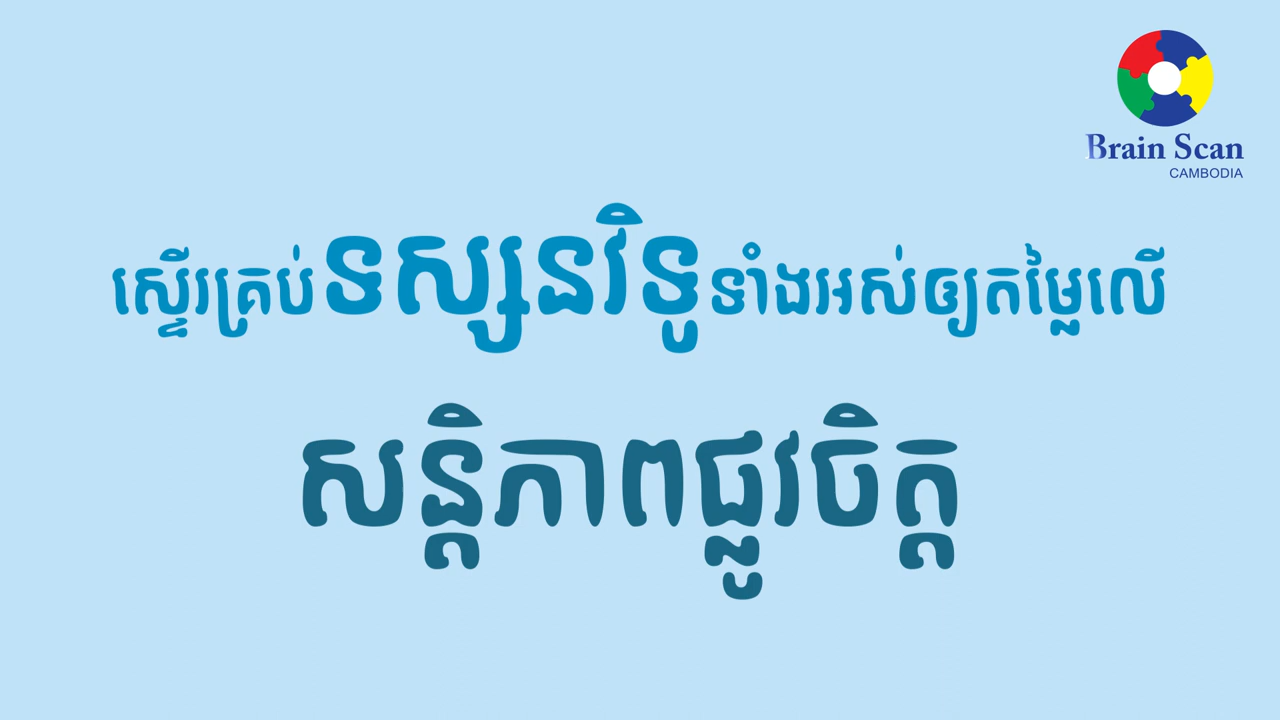 Brain Scan
CAMBODIA
ស្ទើរគ្រប់ទស្សនវិទូទាំងអស់ឲ្យតម្លៃលើ
សន្តិភាពផ្លូវចិត្ត